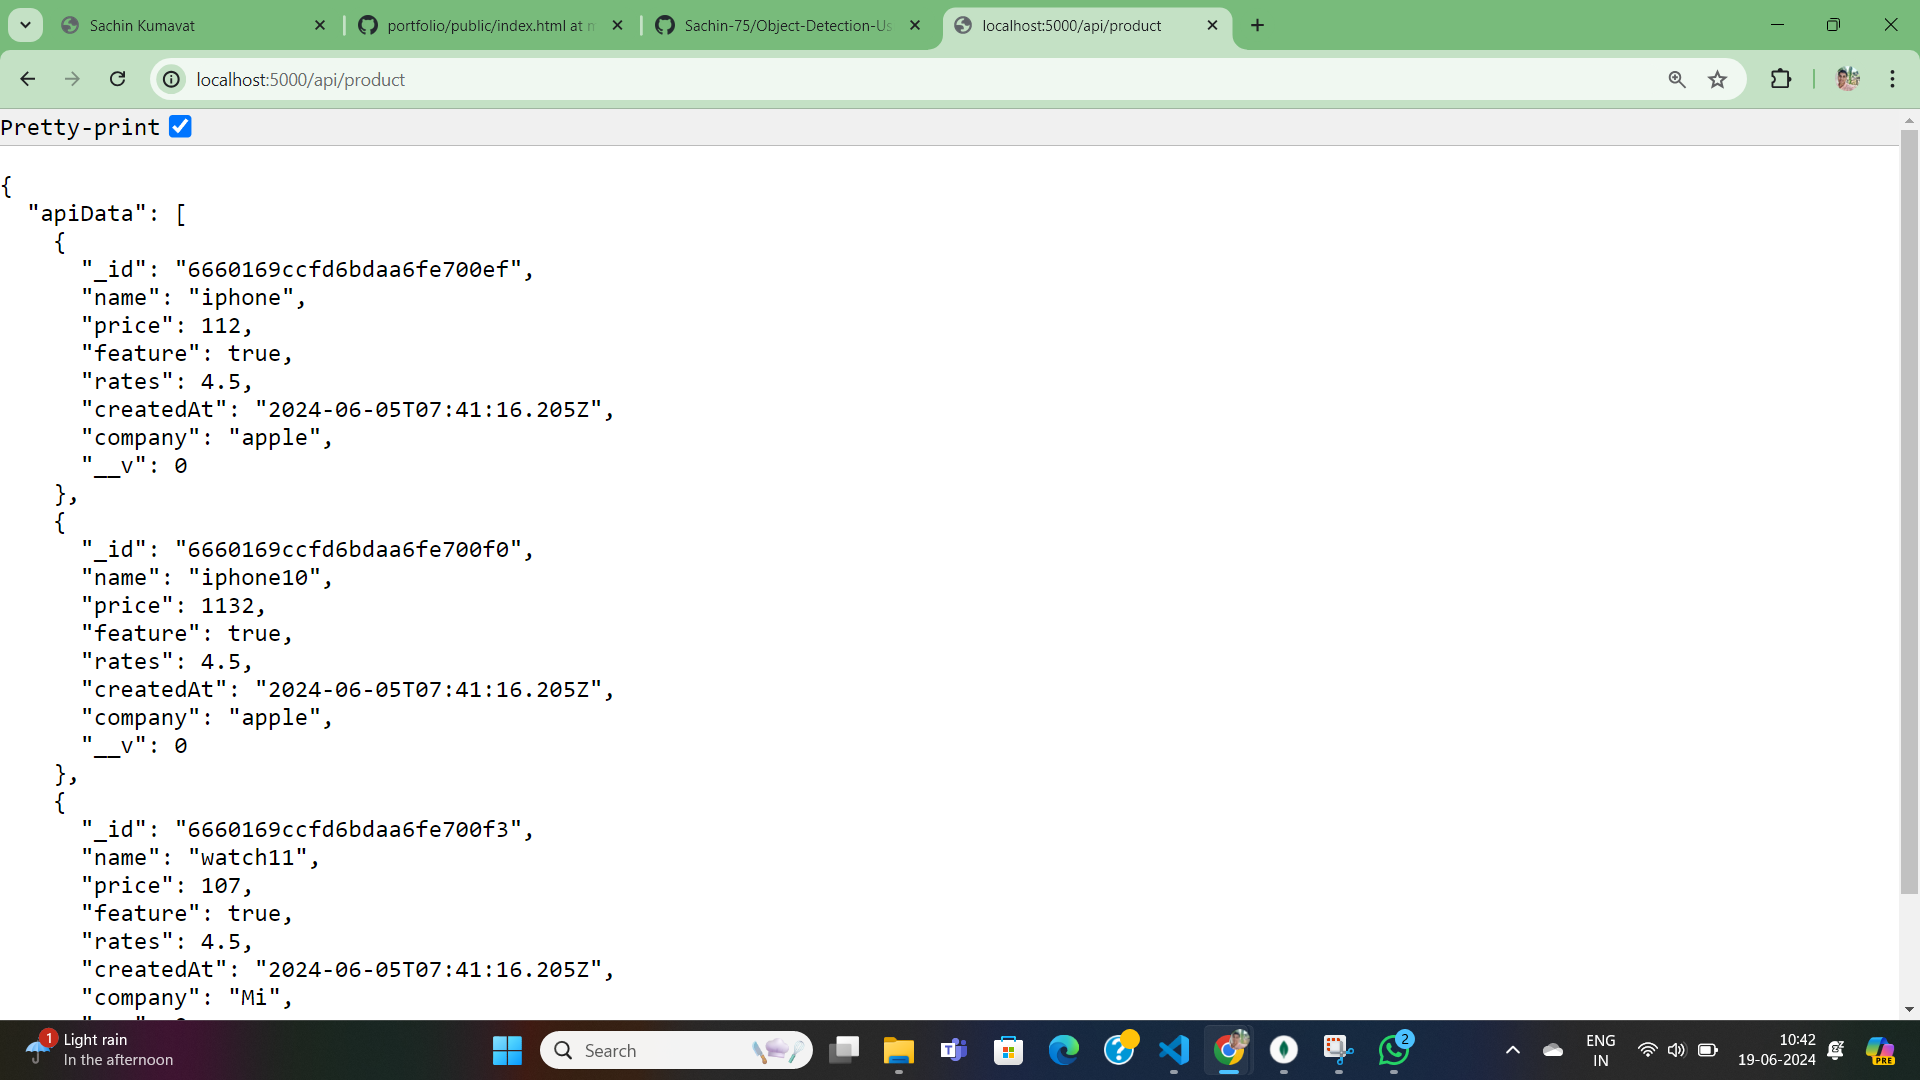 Sachin Kumavat
portfolio/public/index.html at m
Sachin-75/Object-Detection-Us
localhost:5000/api/product
localhost:5000/api/product
Pretty-print
{
  "apiData": [
    {
      "_id": "6660169ccfd6bdaa6fe700ef",
      "name": "iphone",
      "price": 112,
      "feature": true,
      "rates": 4.5,
      "createdAt": "2024-06-05T07:41:16.205Z",
      "company": "apple",
      "__v": 0
    },
    {
      "_id": "6660169ccfd6bdaa6fe700f0",
      "name": "iphone10",
      "price": 1132,
      "feature": true,
      "rates": 4.5,
      "createdAt": "2024-06-05T07:41:16.205Z",
      "company": "apple",
      "__v": 0
    },
    {
      "_id": "6660169ccfd6bdaa6fe700f3",
      "name": "watch11",
      "price": 107,
      "feature": true,
      "rates": 4.5,
      "createdAt": "2024-06-05T07:41:16.205Z",
      "company": "Mi",
1
Light rain
In the afternoon
Search
2
ENG
IN
10:42
19-06-2024
PRE